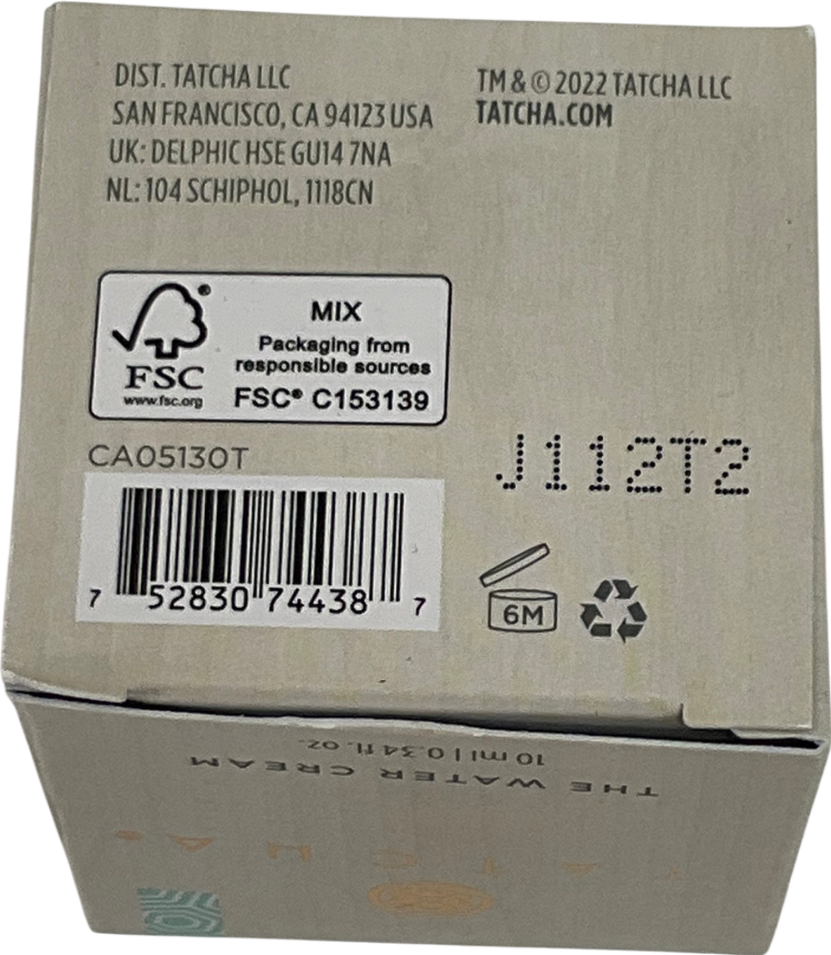 DIST. TATCHA LLC
SAN FRANCISCO, CA 94123 USA
UK: DELPHIC HSE GU14 7NA
NL: 104 SCHIPHOL, 1118CN
TM & © 2022 TATCHA LLC
TATCHA.COM
FSC®
www.fsc.org
MIX
Packaging from
responsible sources
FSC® C153139
CA05130T
7 52830 74438 7
J112T2
6M
10 ml | 0.34 fl. oz.
THE WATER CREAM
TATCHA